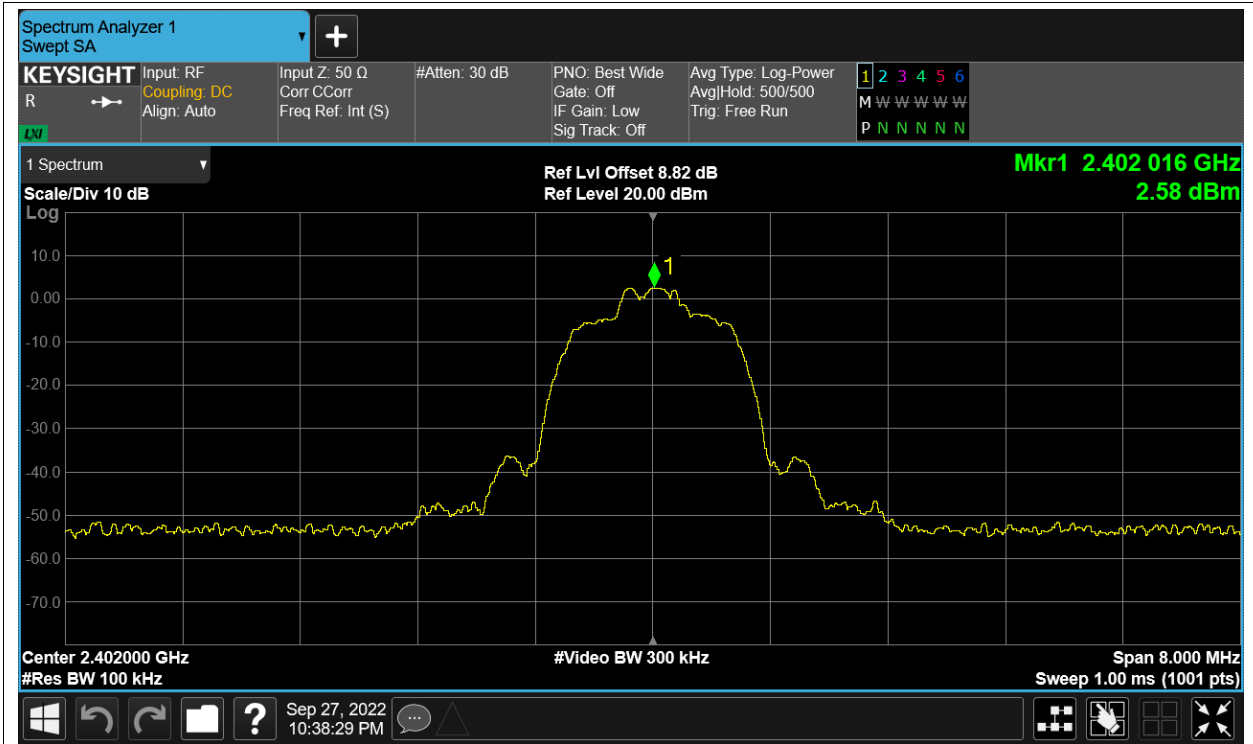 Spectrum Analyzer 1
Swept SA
KEYSIGHT
R
LXI
Input: RF
Coupling: DC
Align: Auto
Input Z: 50 Ω
Corr CCorr
Freq Ref: Int (S)
#Atten: 30 dB
PNO: Best Wide
Gate: Off
IF Gain: Low
Sig Track: Off
Avg Type: Log-Power
Avg|Hold: 500/500
Trig: Free Run
1 2 3 4 5 6
M W W W W W
P N N N N N
1 Spectrum
Scale/Div 10 dB
Ref Lvl Offset 8.82 dB
Ref Level 20.00 dBm
Mkr1 2.402 016 GHz
2.58 dBm
Log
10.0
0.00
-10.0
-20.0
-30.0
-40.0
-50.0
-60.0
-70.0
1
Center 2.402000 GHz
#Res BW 100 kHz
#Video BW 300 kHz
Span 8.000 MHz
Sweep 1.00 ms (1001 pts)
?
Sep 27, 2022
10:38:29 PM